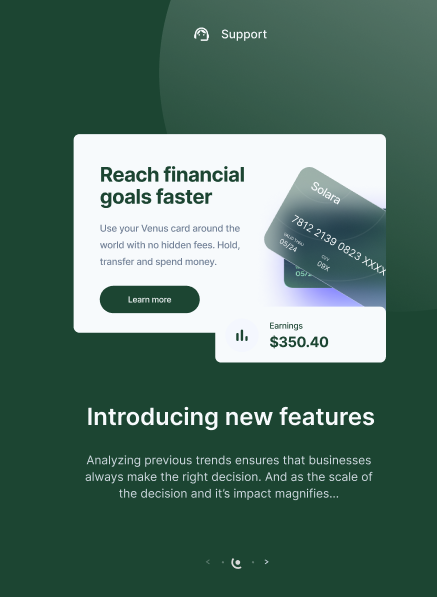 Support
Reach financial
goals faster
Use your Venus card around the
world with no hidden fees. Hold,
transfer and spend money.
Learn more
Solara
7812 2139 0823 XXXX
VALID THRU
05/24
CVV
09X
05/2
Earnings
$350.40
Introducing new features
Analyzing previous trends ensures that businesses
always make the right decision. And as the scale of
the decision and it’s impact magnifies...